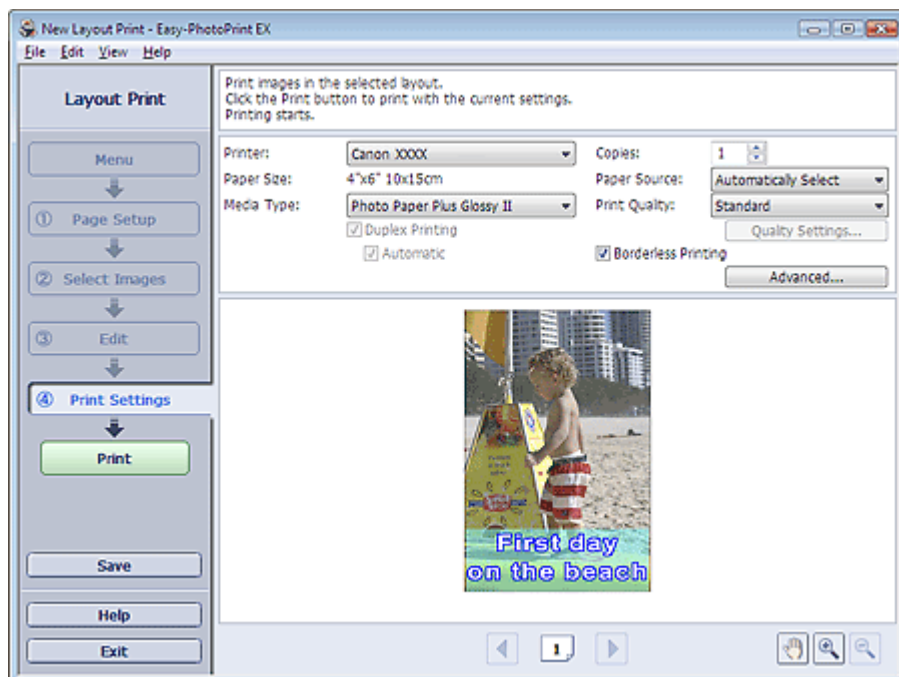 New Layout Print - Easy-PhotoPrint EX
File Edit View Help
Layout Print
Menu
① Page Setup
② Select Images
③ Edit
④ Print Settings
Print
Save
Help
Exit
Print images in the selected layout.
Click the Print button to print with the current settings.
Printing starts.
Printer: Canon XXXX
Copies: 1
Paper Size: 4"x6" 10x15cm
Paper Source: Automatically Select
Media Type: Photo Paper Plus Glossy II
Print Quality: Standard
Duplex Printing
Quality Settings...
Automatic
Borderless Printing
Advanced...
First day
on the beach
1